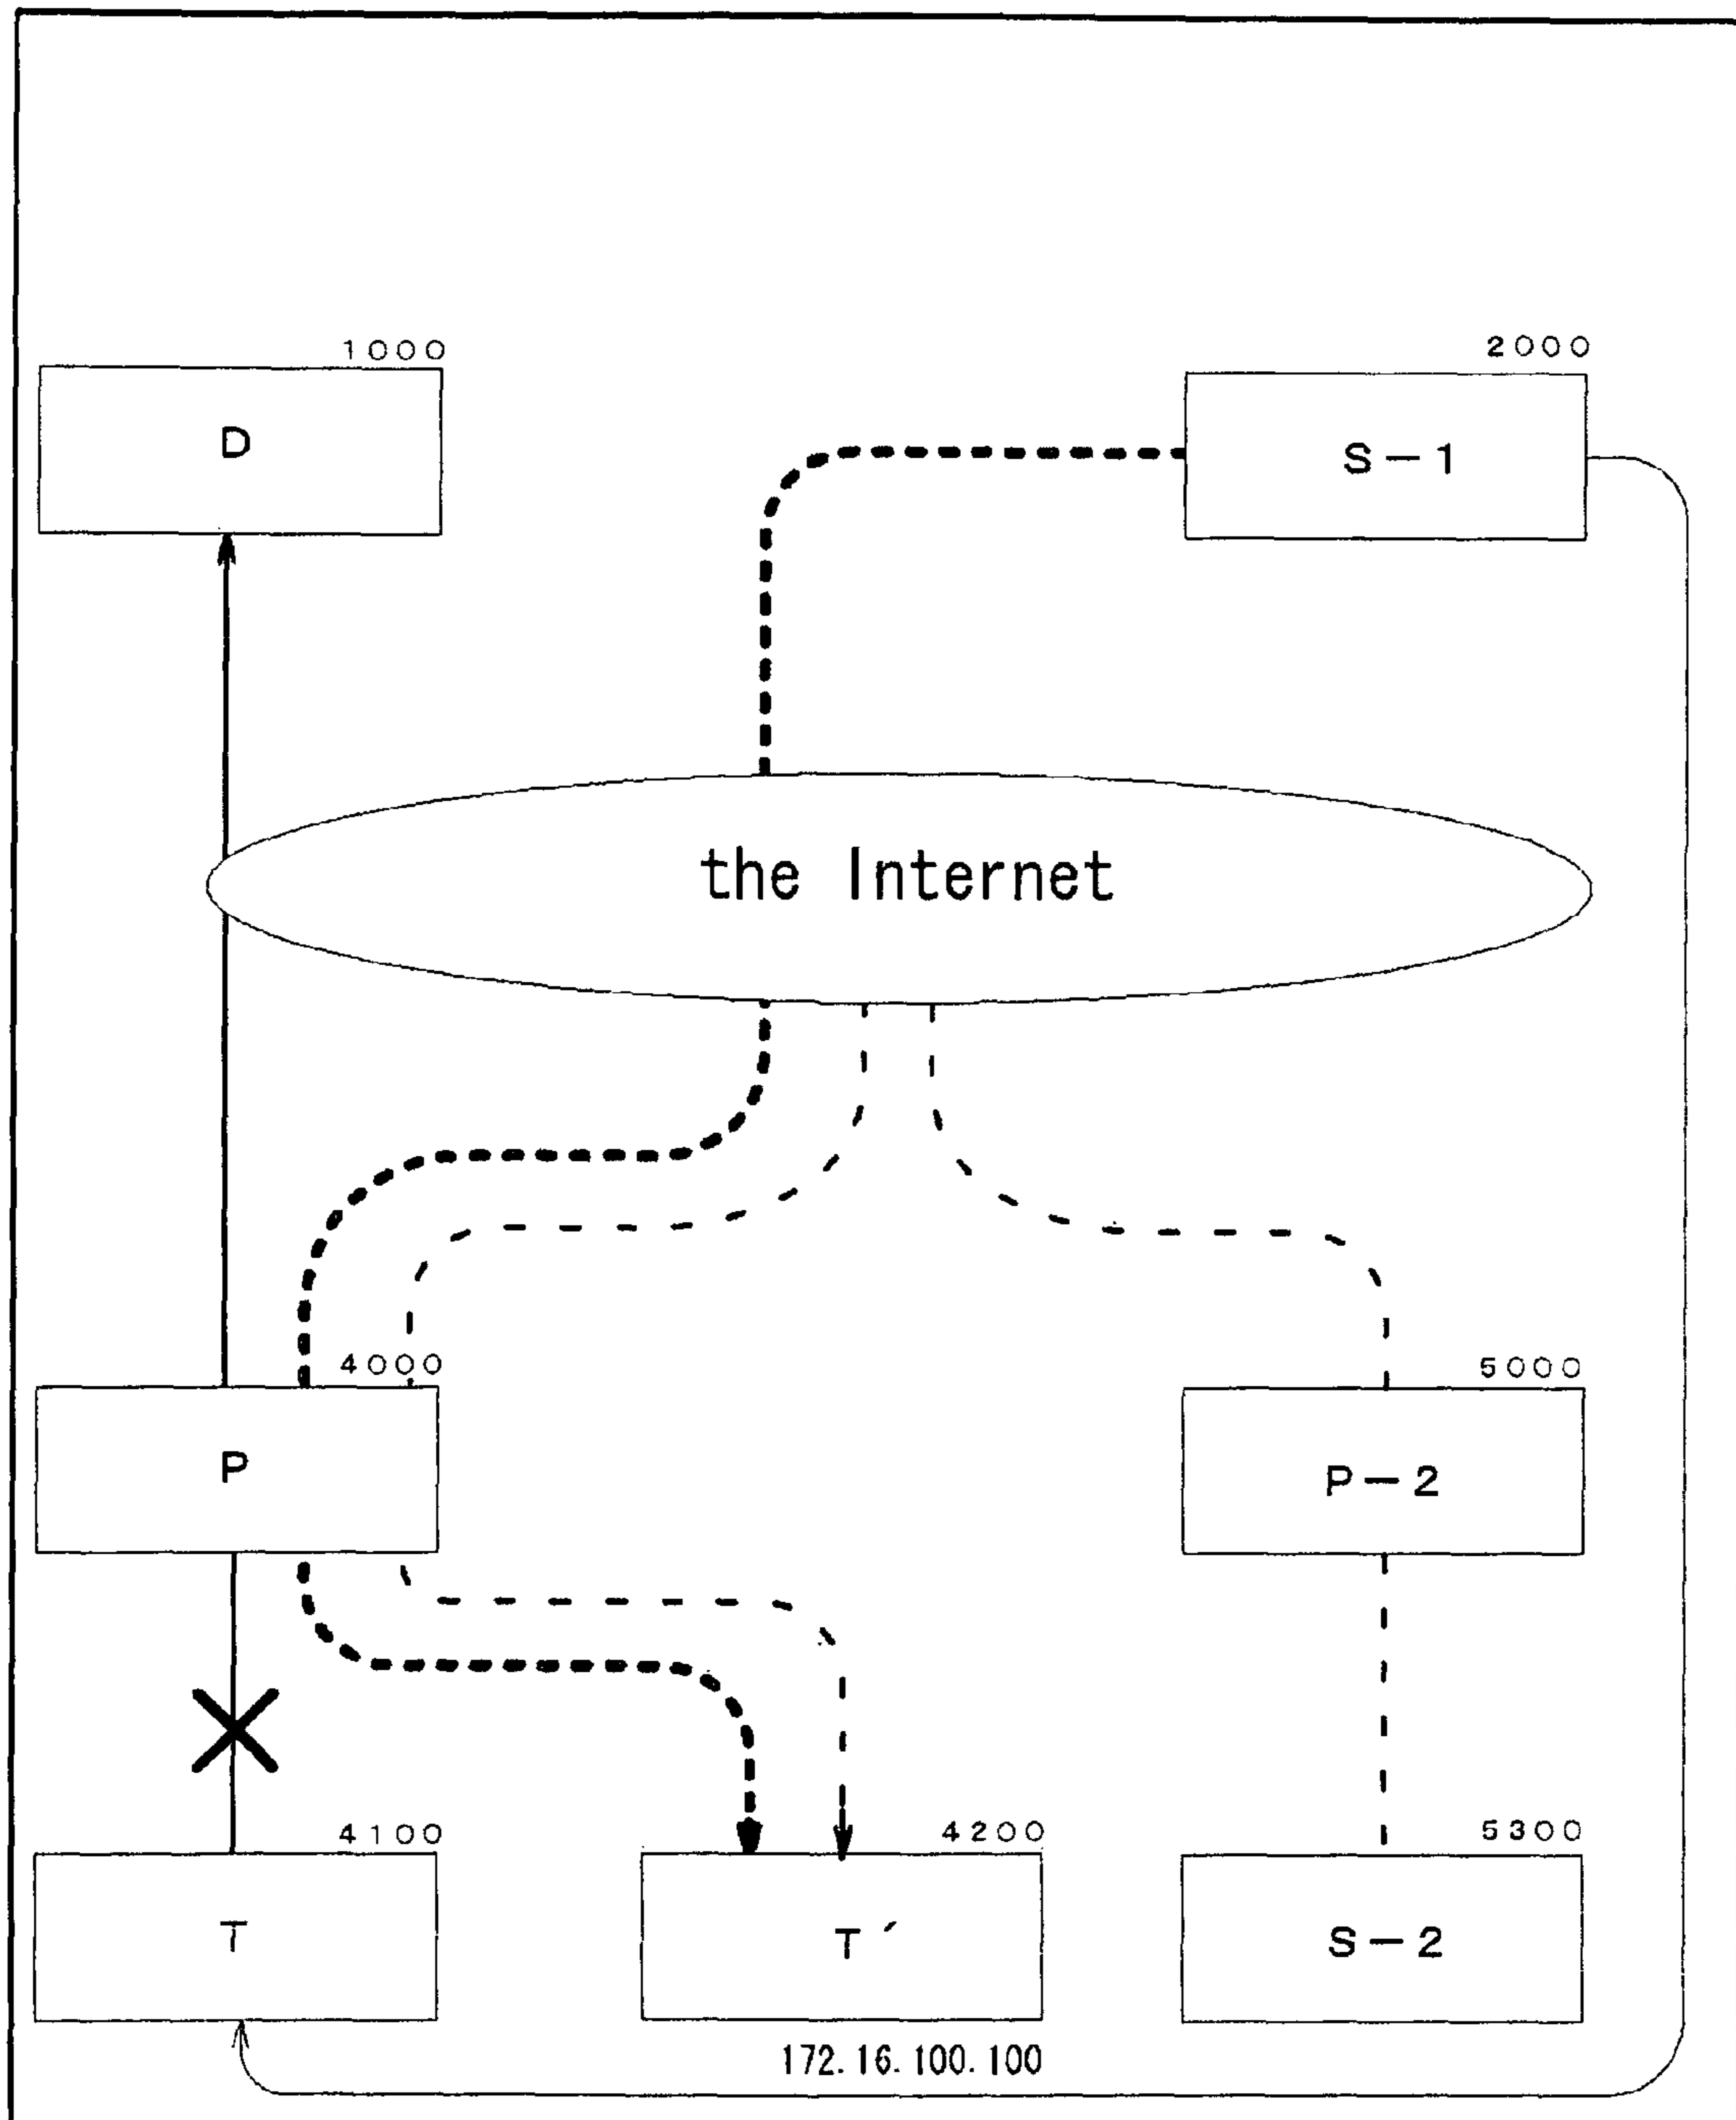 1000
2000
D
S-1
the Internet
4000
5000
P
P-2
4100
4200
5300
T
T´
S-2
172.16.100.100